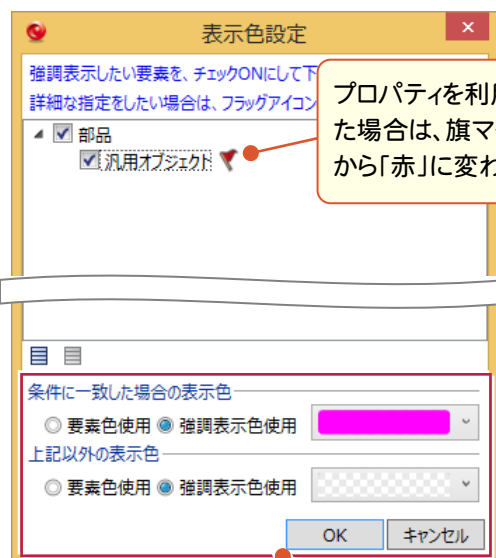 表示色設定
強調表示したい要素を、チェックONにして下
詳細な指定をしたい場合は、フラッグアイコン
プロパティを利
た場合は、旗マ
から「赤」に変わ
部品
汎用オブジェクト
条件に一致した場合の表示色
要素色使用 強調表示色使用
上記以外の表示色
要素色使用 強調表示色使用
OK キャンセル